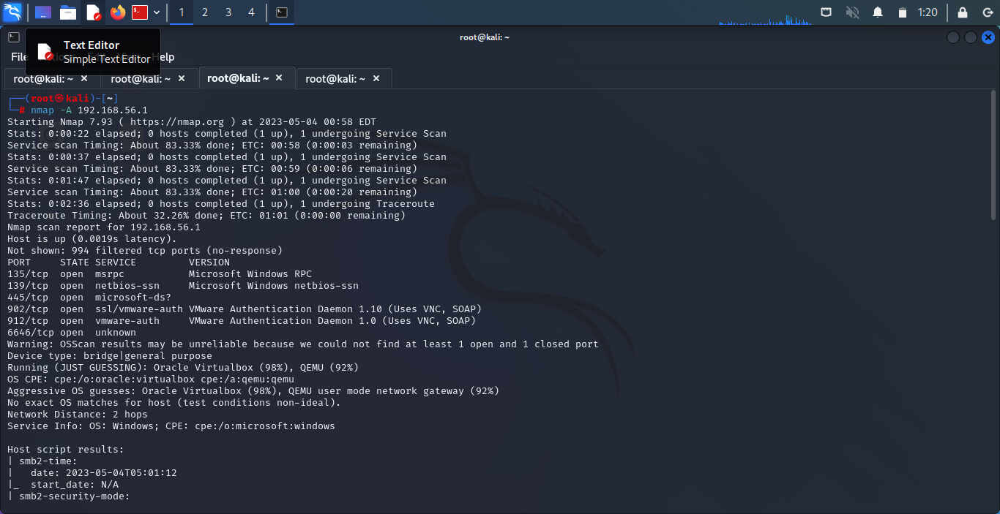 1 2 3 4
1:20
root@kali: ~
Text Editor
Simple Text Editor
File Help
root@kali: ~ × root@kali: ~ × root@kali: ~ × root@kali: ~ ×
┌──(root㉿kali)-[~]
└─# nmap -A 192.168.56.1
Starting Nmap 7.93 ( https://nmap.org ) at 2023-05-04 00:58 EDT
Stats: 0:00:22 elapsed; 0 hosts completed (1 up), 1 undergoing Service Scan
Service scan Timing: About 83.33% done; ETC: 00:58 (0:00:03 remaining)
Stats: 0:00:37 elapsed; 0 hosts completed (1 up), 1 undergoing Service Scan
Service scan Timing: About 83.33% done; ETC: 00:59 (0:00:06 remaining)
Stats: 0:01:47 elapsed; 0 hosts completed (1 up), 1 undergoing Service Scan
Service scan Timing: About 83.33% done; ETC: 01:00 (0:00:20 remaining)
Stats: 0:02:36 elapsed; 0 hosts completed (1 up), 1 undergoing Traceroute
Traceroute Timing: About 32.26% done; ETC: 01:01 (0:00:00 remaining)
Nmap scan report for 192.168.56.1
Host is up (0.0019s latency).
Not shown: 994 filtered tcp ports (no-response)
PORT     STATE SERVICE         VERSION
135/tcp  open  msrpc           Microsoft Windows RPC
139/tcp  open  netbios-ssn     Microsoft Windows netbios-ssn
445/tcp  open  microsoft-ds?
902/tcp  open  ssl/vmware-auth VMware Authentication Daemon 1.10 (Uses VNC, SOAP)
912/tcp  open  vmware-auth     VMware Authentication Daemon 1.0 (Uses VNC, SOAP)
6646/tcp open  unknown
Warning: OSScan results may be unreliable because we could not find at least 1 open and 1 closed port
Device type: bridge|general purpose
Running (JUST GUESSING): Oracle Virtualbox (98%), QEMU (92%)
OS CPE: cpe:/o:oracle:virtualbox cpe:/a:qemu:qemu
Aggressive OS guesses: Oracle Virtualbox (98%), QEMU user mode network gateway (92%)
No exact OS matches for host (test conditions non-ideal).
Network Distance: 2 hops
Service Info: OS: Windows; CPE: cpe:/o:microsoft:windows
Host script results:
| smb2-time:
|   date: 2023-05-04T05:01:12
|_  start_date: N/A
| smb2-security-mode: